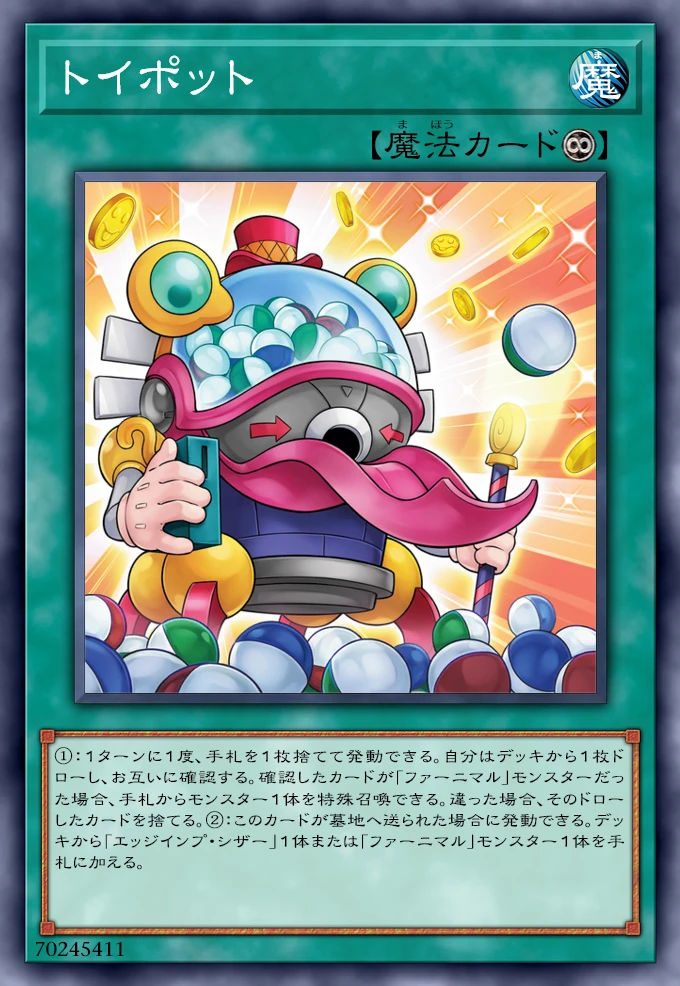 トイポット
魔
ま
ま ほう
【魔法カード】
①：１ターンに１度、手札を１枚捨てて発動できる。自分はデッキから１枚ド
ローし、お互いに確認する。確認したカードが「ファーニマル」モンスターだっ
た場合、手札からモンスター１体を特殊召喚できる。違った場合、そのドロー
したカードを捨てる。②：このカードが墓地へ送られた場合に発動できる。デッ
キから「エッジインプ・シザー」１体または「ファーニマル」モンスター１体を手
札に加える。
70245411